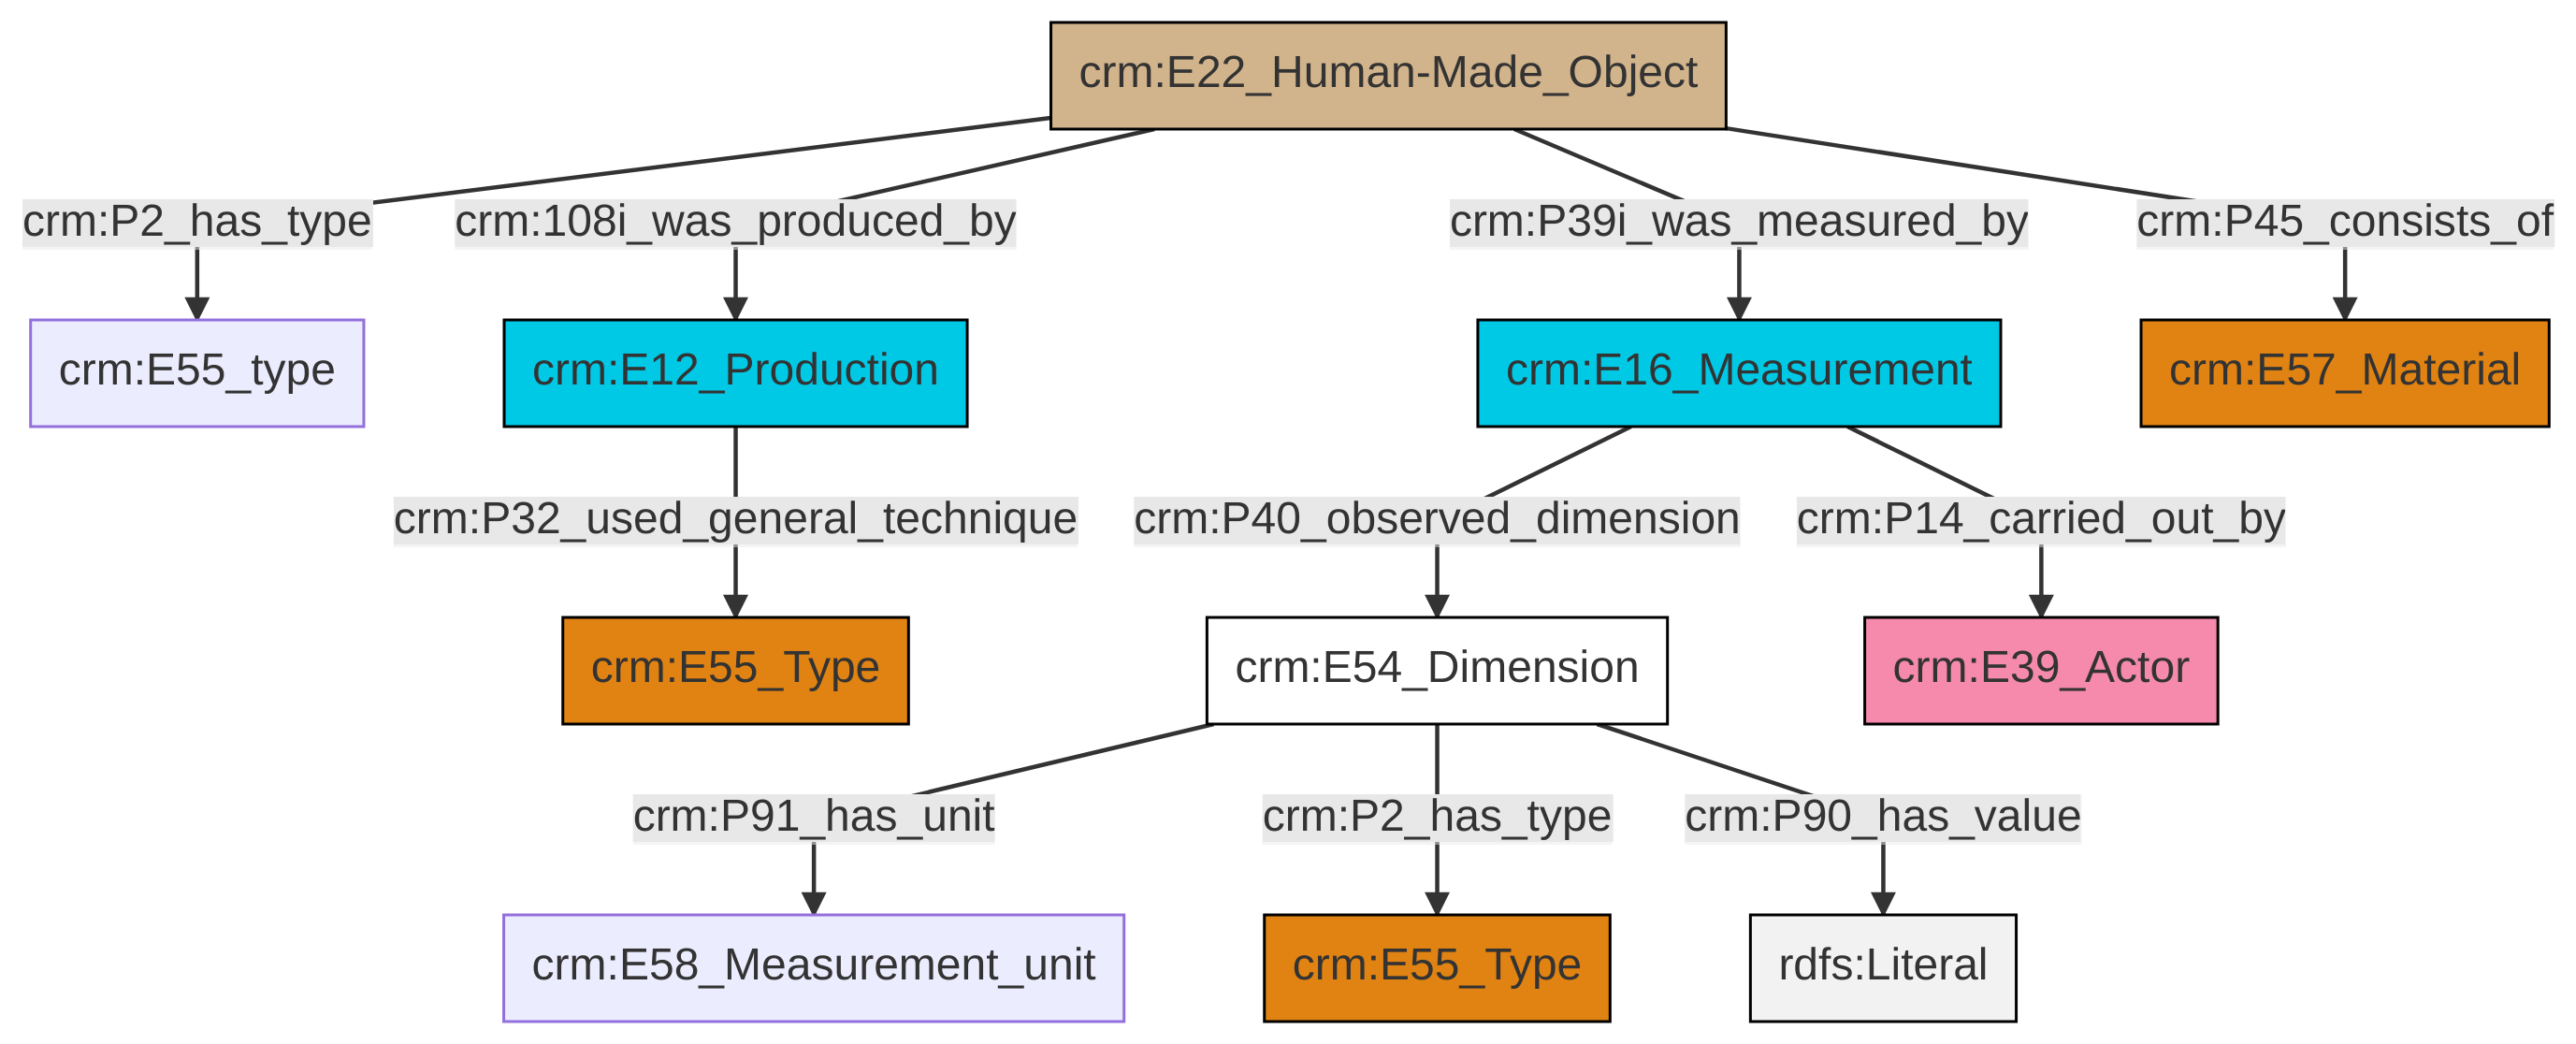 crm:E22_Human-Made_Object
crm:P2_has_type
crm:108i_was_produced_by
crm:P39i_was_measured_by
crm:P45_consists_of
crm:E55_type
crm:E12_Production
crm:E16_Measurement
crm:E57_Material
crm:P32_used_general_technique
crm:P40_observed_dimension
crm:P14_carried_out_by
crm:E55_Type
crm:E54_Dimension
crm:E39_Actor
crm:P91_has_unit
crm:P2_has_type
crm:P90_has_value
crm:E58_Measurement_unit
crm:E55_Type
rdfs:Literal